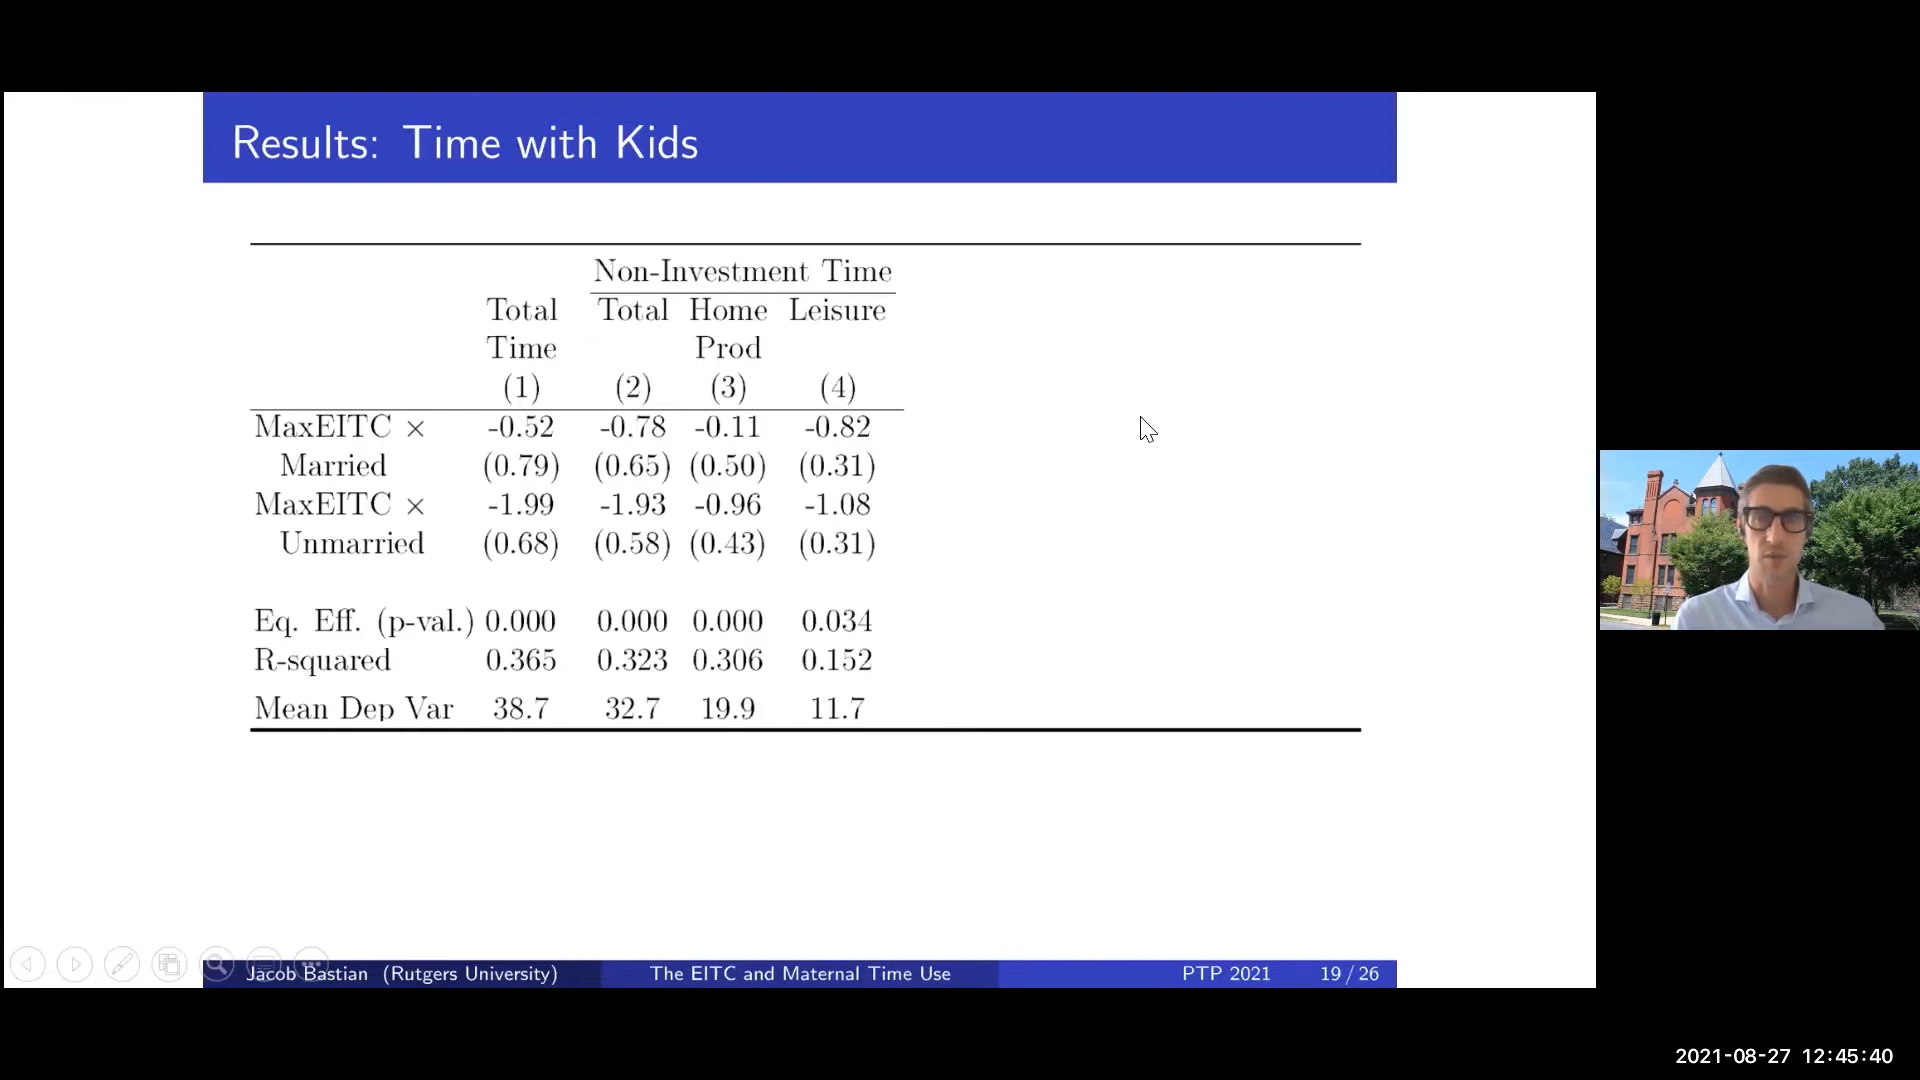 Results: Time with Kids
Non-Investment Time
Total Total Home Leisure
Time Prod
(1) (2) (3) (4)
MaxEITC × -0.52 -0.78 -0.11 -0.82
Married (0.79) (0.65) (0.50) (0.31)
MaxEITC × -1.99 -1.93 -0.96 -1.08
Unmarried (0.68) (0.58) (0.43) (0.31)
Eq. Eff. (p-val.) 0.000 0.000 0.000 0.034
R-squared 0.365 0.323 0.306 0.152
Mean Dep Var 38.7 32.7 19.9 11.7
Jacob Bastian (Rutgers University) The EITC and Maternal Time Use PTP 2021 19 / 26
2021-08-27 12:45:40